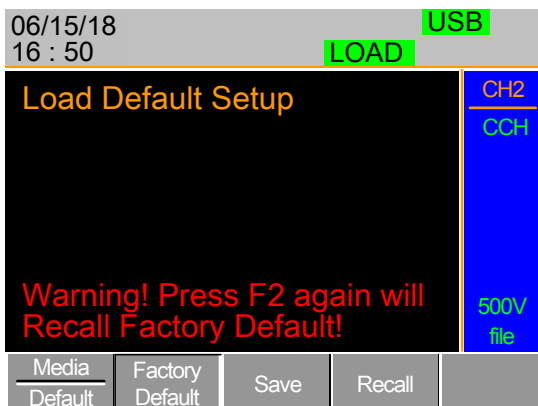 06/15/18
USB
16 : 50
LOAD
Load Default Setup
CH2
CCH
Warning! Press F2 again will
Recall Factory Default!
500V
file
Media
Default
Factory
Default
Save
Recall